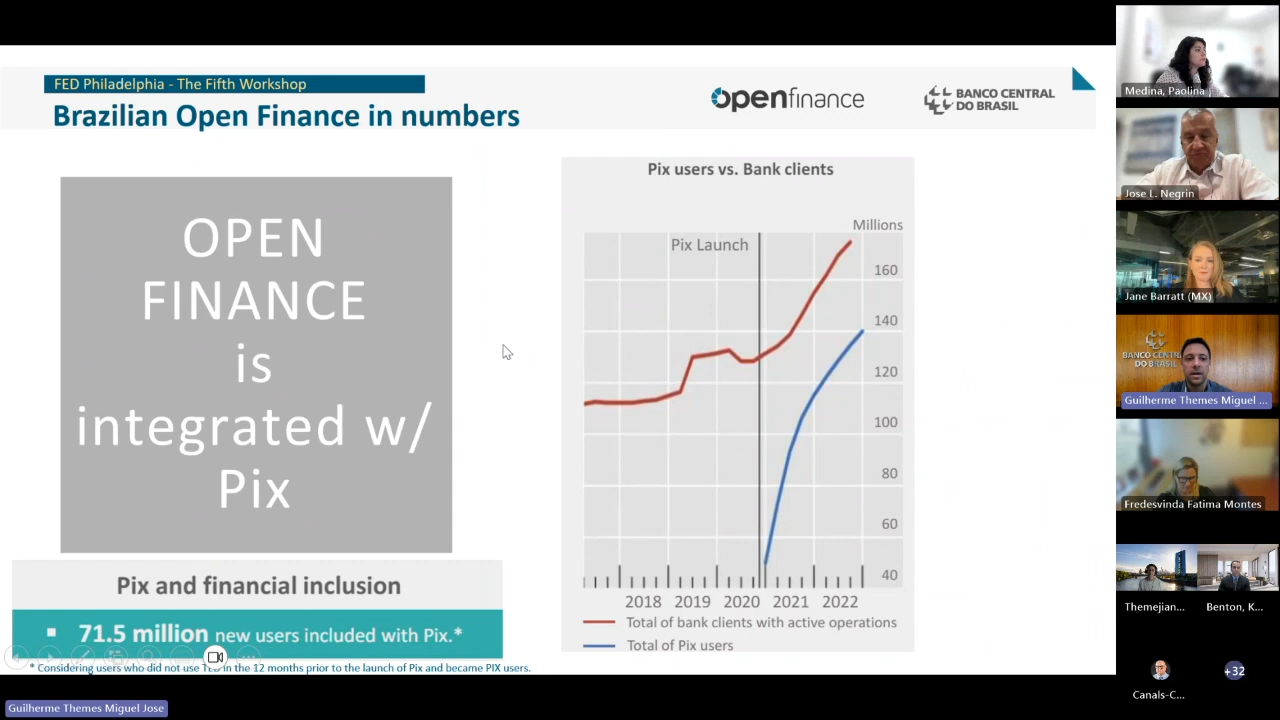 FED Philadelphia - The Fifth Workshop
Brazilian Open Finance in numbers
openfinance
BANCO CENTRAL
DO BRASIL
OPEN
FINANCE
is
integrated w/
Pix
Pix and financial inclusion
▪ 71.5 million new users included with Pix.*
* Considering users who did not use TED in the 12 months prior to the launch of Pix and became PIX users.
Pix users vs. Bank clients
Millions
Pix Launch
160
140
120
100
80
60
40
2018 2019 2020 2021 2022
Total of bank clients with active operations
Total of Pix users
Medina, Paolina
Jose L. Negrin
Jane Barratt (MX)
BANCO CENTR
DO BRASIL
Guilherme Themes Miguel ...
Fredesvinda Fatima Montes
Themejian...
Benton, K...
Canals-C...
+32
Guilherme Themes Miguel Jose